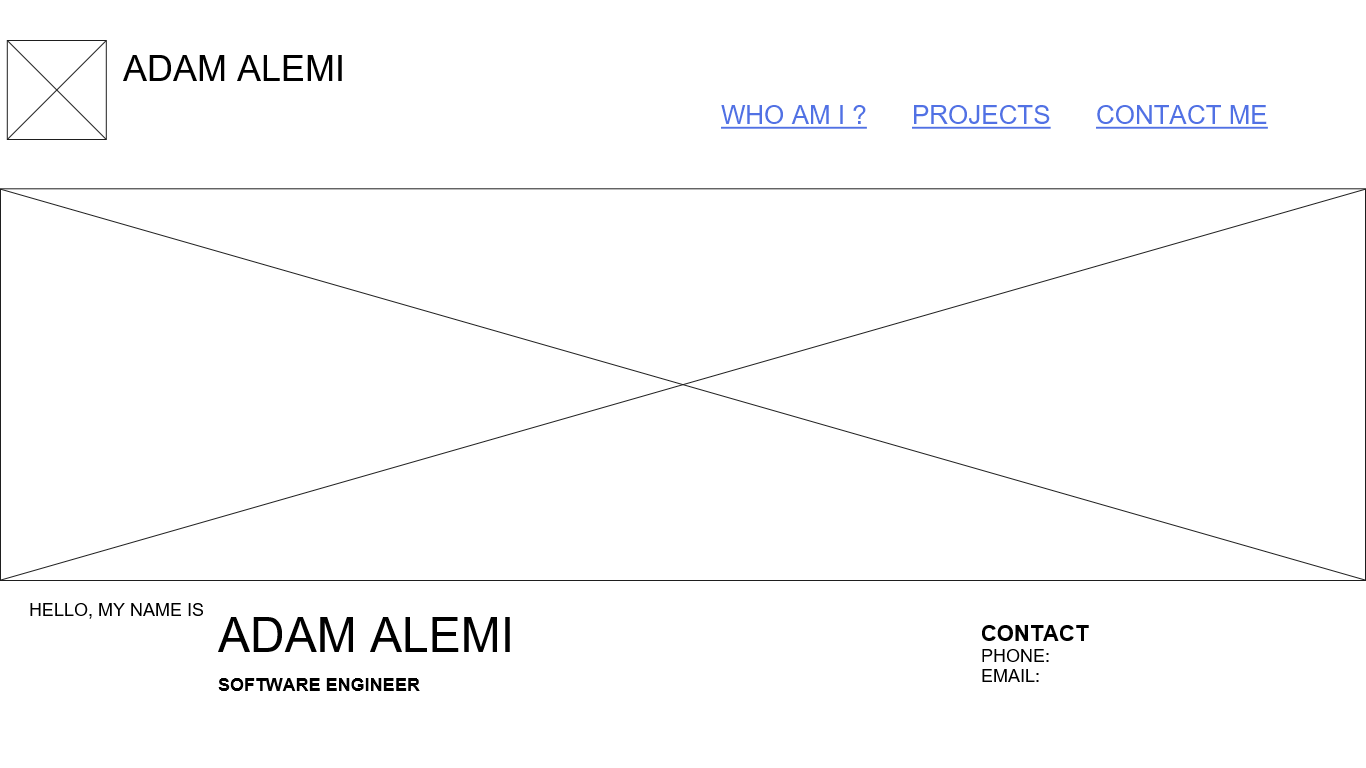 ADAM ALEMI
WHO AM I ? PROJECTS CONTACT ME
HELLO, MY NAME IS
ADAM ALEMI
SOFTWARE ENGINEER
CONTACT
PHONE:
EMAIL: